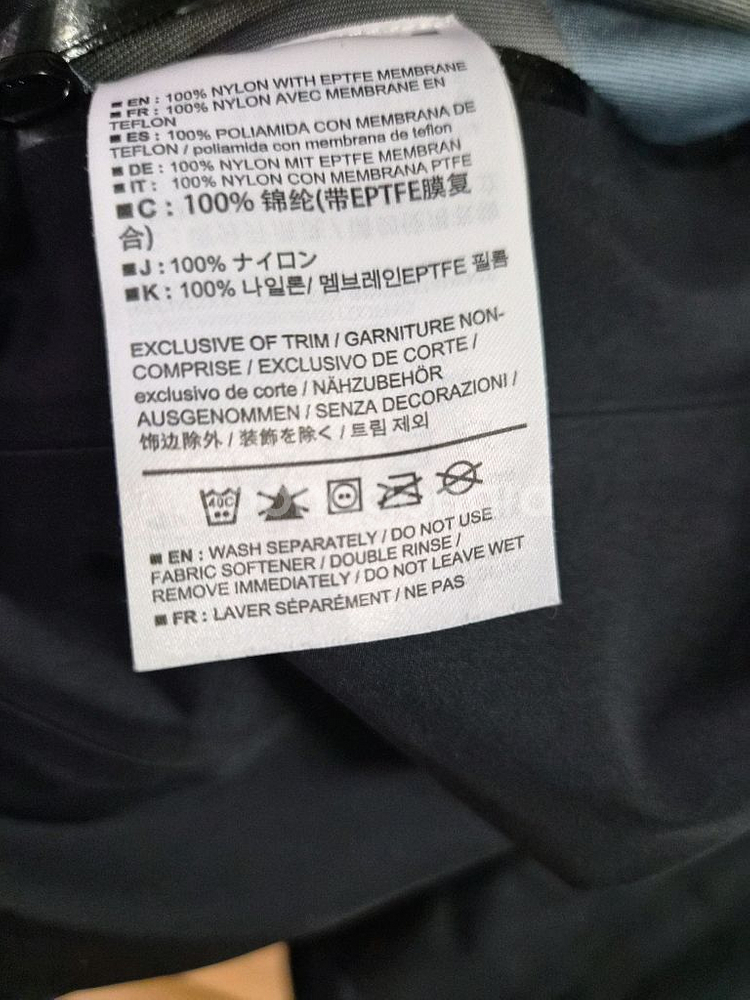 ■ EN : 100% NYLON WITH EPTFE MEMBRANE
■ FR : 100% NYLON AVEC MEMBRANE EN
TEFLON
■ ES : 100% POLIAMIDA CON MEMBRANA DE
TEFLON / poliamida con membrana de teflon
■ DE : 100% NYLON MIT EPTFE MEMBRAN
■ IT : 100% NYLON CON MEMBRANA PTFE
■ C : 100% 锦纶(带EPTFE膜复
合)
■ J : 100% ナイロン
■ K : 100% 나일론/ 멤브레인EPTFE 필름
EXCLUSIVE OF TRIM / GARNITURE NON-
COMPRISE / EXCLUSIVO DE CORTE /
exclusivo de corte / NÄHZUBEHÖR
AUSGENOMMEN / SENZA DECORAZIONI /
饰边除外 / 装飾を除く / 트림 제외
40C
■ EN : WASH SEPARATELY / DO NOT USE
FABRIC SOFTENER / DOUBLE RINSE /
REMOVE IMMEDIATELY / DO NOT LEAVE WET
■ FR : LAVER SÉPARÉMENT / NE PAS